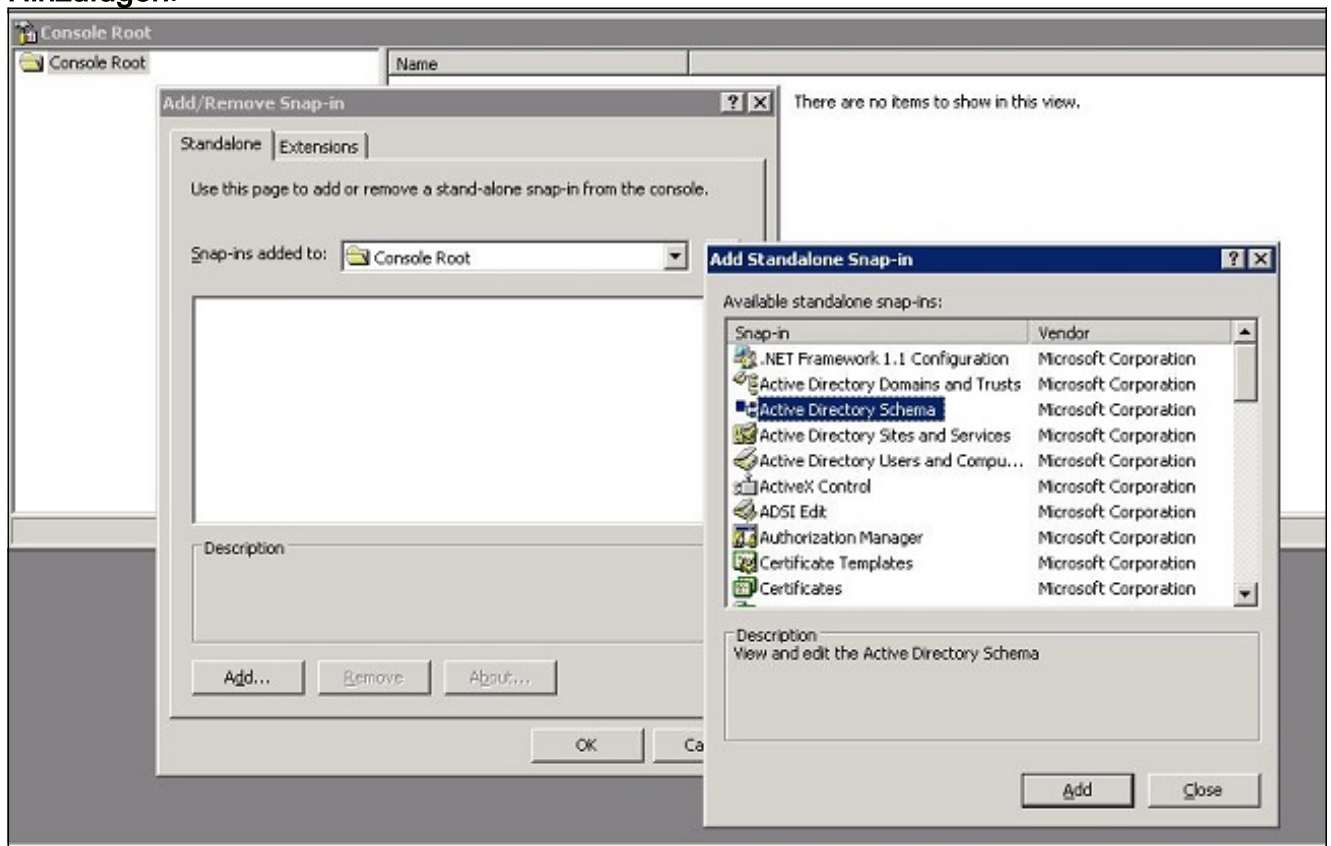 Hinzufügen.
Console Root
Console Root
Name
There are no items to show in this view.
Add/Remove Snap-in
Standalone
Extensions
Use this page to add or remove a stand-alone snap-in from the console.
Snap-ins added to:
Console Root
Description
Add...
Remove
About...
OK
Ca
Add Standalone Snap-in
Available standalone snap-ins:
Snap-in Vendor
.NET Framework 1.1 Configuration Microsoft Corporation
Active Directory Domains and Trusts Microsoft Corporation
Active Directory Schema Microsoft Corporation
Active Directory Sites and Services Microsoft Corporation
Active Directory Users and Compu... Microsoft Corporation
ActiveX Control Microsoft Corporation
ADSI Edit Microsoft Corporation
Authorization Manager Microsoft Corporation
Certificate Templates Microsoft Corporation
Certificates Microsoft Corporation
Description
View and edit the Active Directory Schema
Add
Close